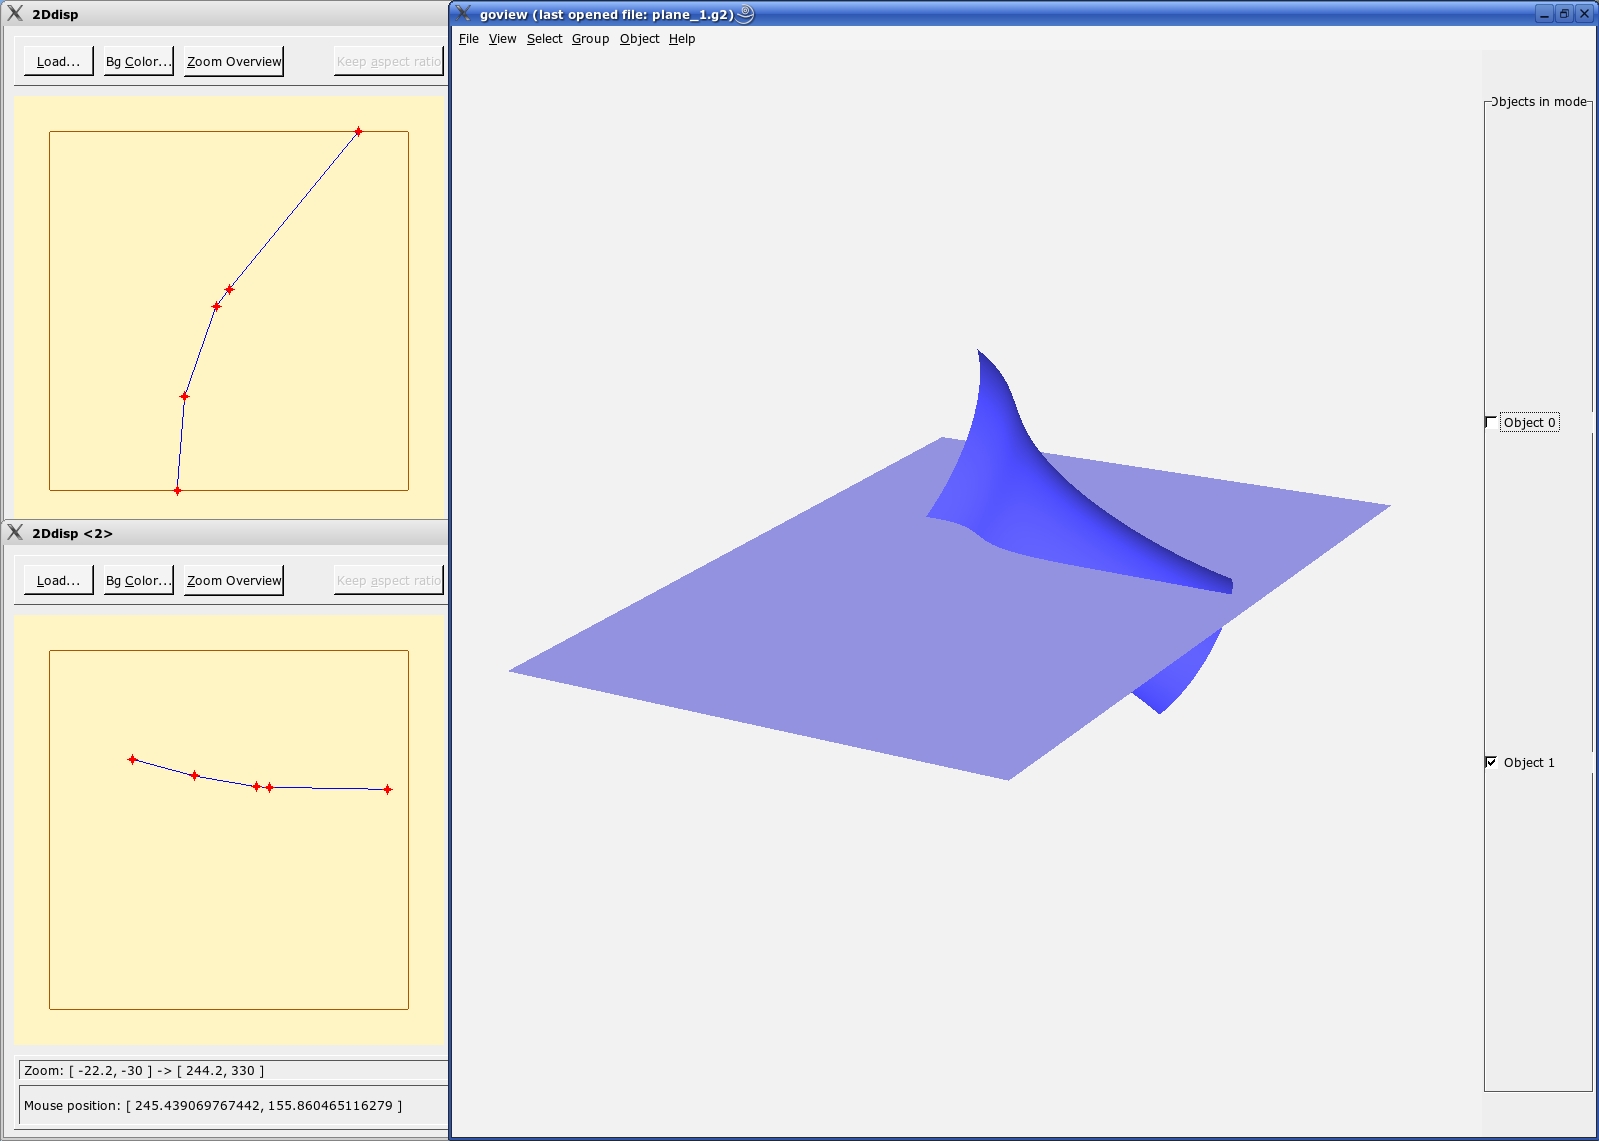 2Ddisp
Load...
Bg Color...
Zoom Overview
Keep aspect ratio
2Ddisp <2>
Load...
Bg Color...
Zoom Overview
Keep aspect ratio
Zoom: [ -22.2, -30 ] -> [ 244.2, 330 ]
Mouse position: [ 245.439069767442, 155.860465116279 ]
goview (last opened file: plane_1.g2)
File View Select Group Object Help
Objects in mode
Object 0
Object 1